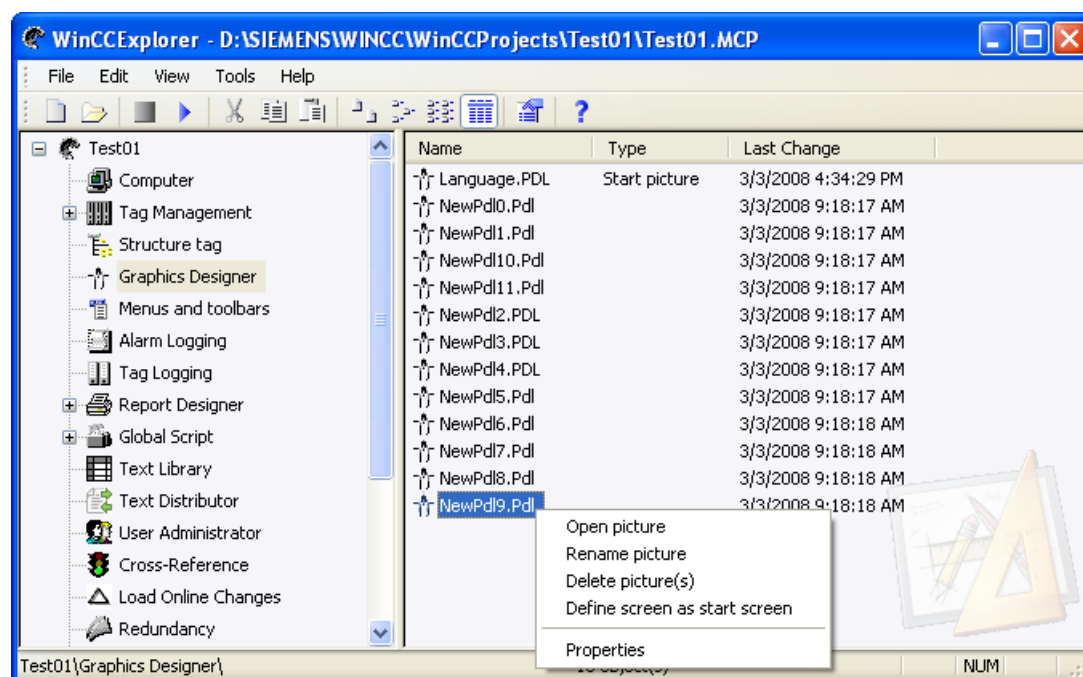 WinCCExplorer - D:\SIEMENS\WINCC\WinCCProjects\Test01\Test01.MCP
File Edit View Tools Help
Test01
Computer
Tag Management
Structure tag
Graphics Designer
Menus and toolbars
Alarm Logging
Tag Logging
Report Designer
Global Script
Text Library
Text Distributor
User Administrator
Cross-Reference
Load Online Changes
Redundancy
Name Type Last Change
Language.PDL Start picture 3/3/2008 4:34:29 PM
NewPdl0.Pdl 3/3/2008 9:18:17 AM
NewPdl1.Pdl 3/3/2008 9:18:17 AM
NewPdl10.Pdl 3/3/2008 9:18:17 AM
NewPdl11.Pdl 3/3/2008 9:18:17 AM
NewPdl2.PDL 3/3/2008 9:18:17 AM
NewPdl3.PDL 3/3/2008 9:18:17 AM
NewPdl4.PDL 3/3/2008 9:18:17 AM
NewPdl5.Pdl 3/3/2008 9:18:17 AM
NewPdl6.Pdl 3/3/2008 9:18:18 AM
NewPdl7.Pdl 3/3/2008 9:18:18 AM
NewPdl8.Pdl 3/3/2008 9:18:18 AM
NewPdl9.Pdl 3/3/2008 9:18:18 AM
Open picture
Rename picture
Delete picture(s)
Define screen as start screen
Properties
Test01\Graphics Designer\ NUM